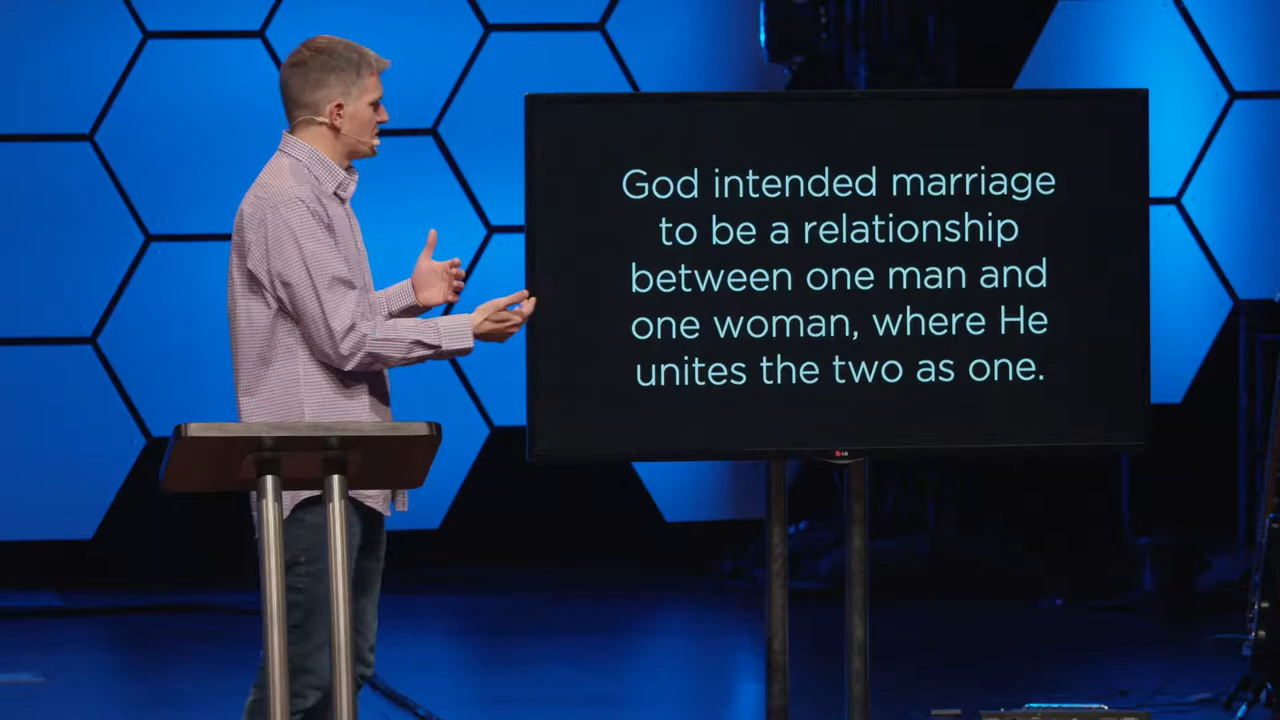 God intended marriage
to be a relationship
between one man and
one woman, where He
unites the two as one.
LG